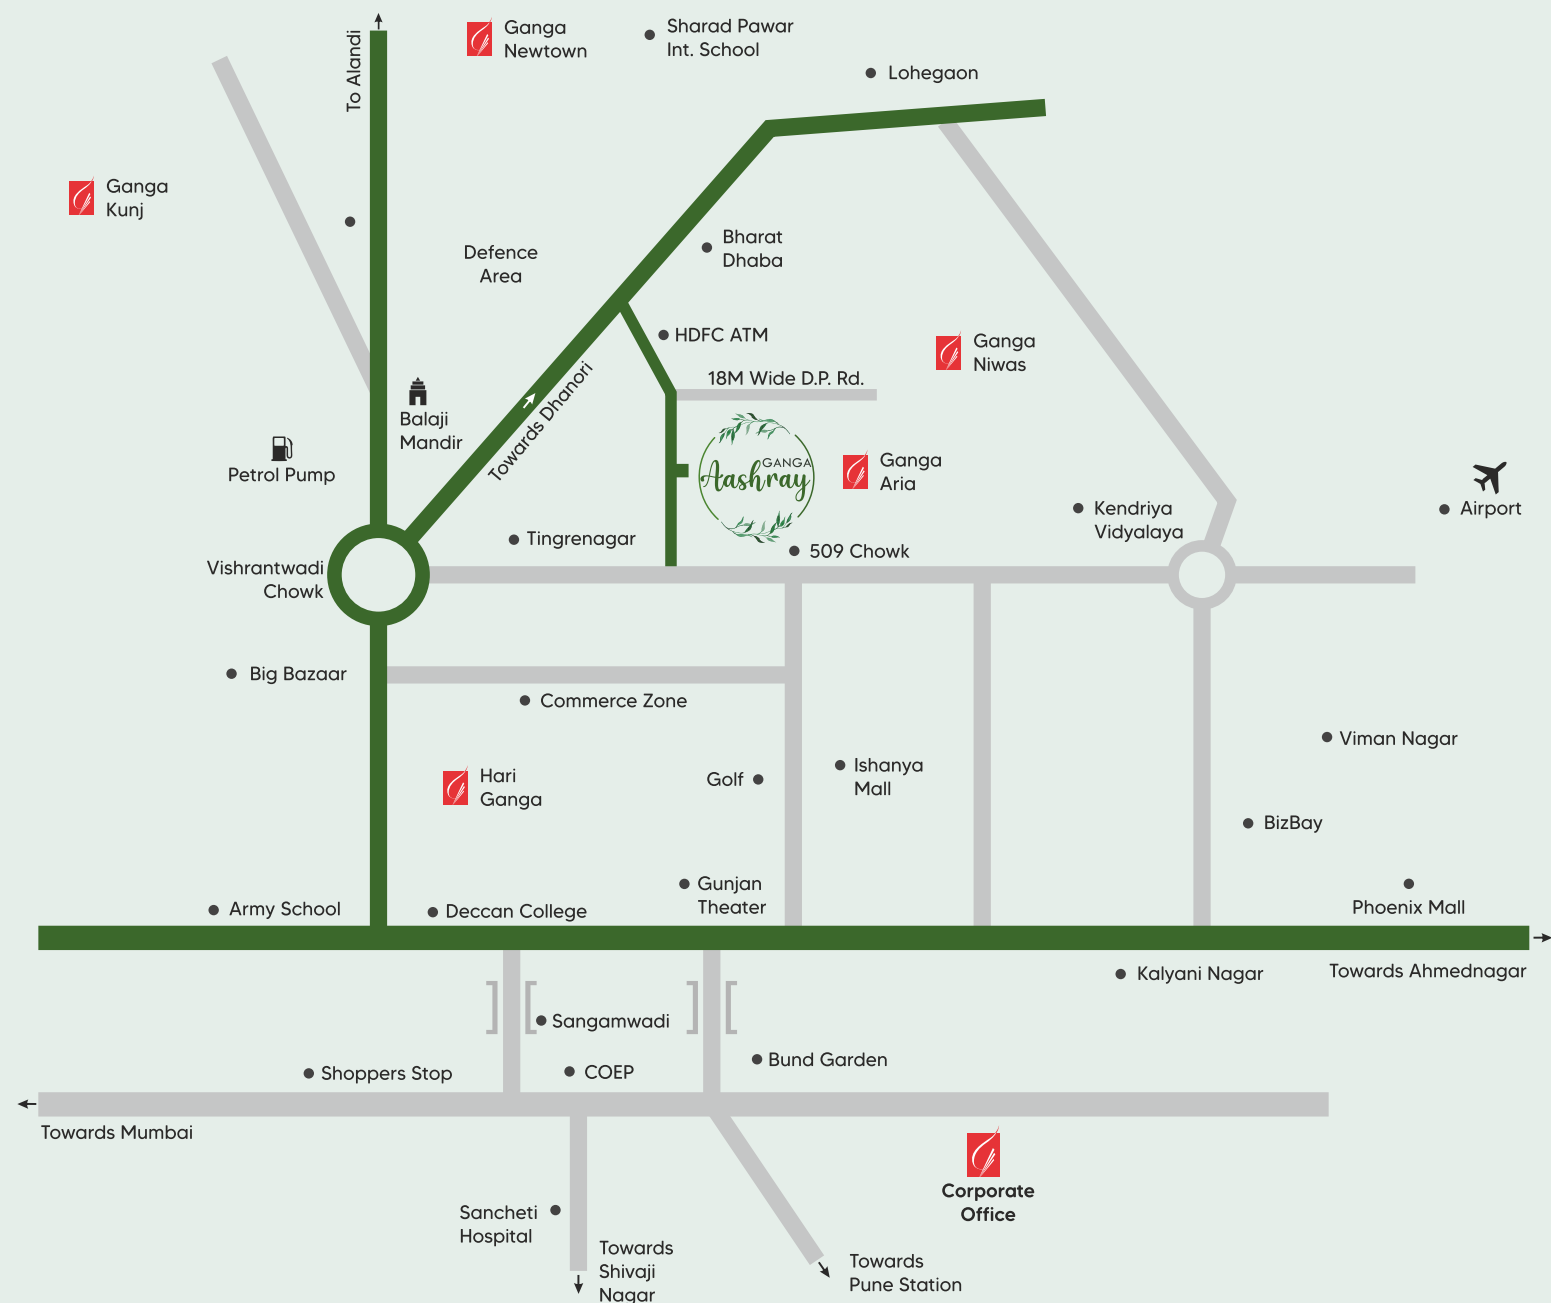 Ganga
Newtown
Sharad Pawar
Int. School
To Alandi
Lohegaon
Ganga
Kunj
Bharat
Dhaba
Defence
Area
HDFC ATM
Ganga
Niwas
18M Wide D.P. Rd.
Balaji
Mandir
Towards Dhanori
Petrol Pump
GANGA
Aashray
Ganga
Aria
Kendriya
Vidyalaya
Airport
Tingrenagar
509 Chowk
Vishrantwadi
Chowk
Big Bazaar
Commerce Zone
Viman Nagar
Hari
Ganga
Golf
Ishanya
Mall
BizBay
Gunjan
Theater
Army School
Deccan College
Phoenix Mall
Kalyani Nagar
Towards Ahmednagar
Sangamwadi
Bund Garden
Shoppers Stop
COEP
Towards Mumbai
Corporate
Office
Sancheti
Hospital
Towards
Shivaji
Nagar
Towards
Pune Station